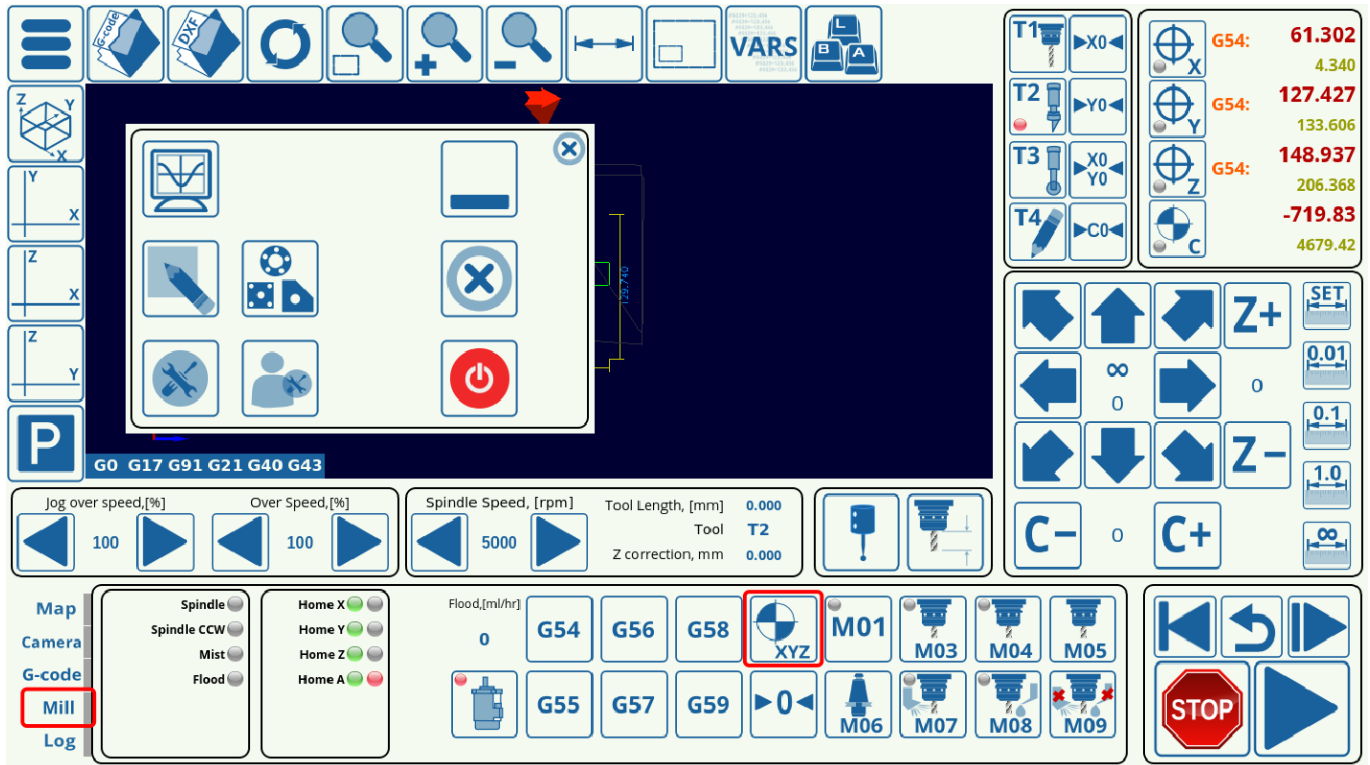 G-code
DXF
VARS
L
B
A
Z
Y
X
Y
X
Z
X
Z
Y
P
129.740
G0 G17 G91 G21 G40 G43
T1
X0
T2
Y0
T3
X0
Y0
T4
C0
X
G54:
61.302
4.340
Y
G54:
127.427
133.606
Z
G54:
148.937
206.368
C
-719.83
4679.42
Z+
SET
∞
0
0
0.01
0.1
Z-
1.0
C-
0
C+
∞
Jog over speed,[%]
100
Over Speed,[%]
100
Spindle Speed, [rpm]
5000
Tool Length, [mm] 0.000
Tool T2
Z correction, mm 0.000
Map
Camera
G-code
Mill
Log
Spindle
Spindle CCW
Mist
Flood
Home X
Home Y
Home Z
Home A
Flood,[ml/hr]
0
G54
G56
G58
XYZ
M01
M03
M04
M05
G55
G57
G59
0
M06
M07
M08
M09
STOP